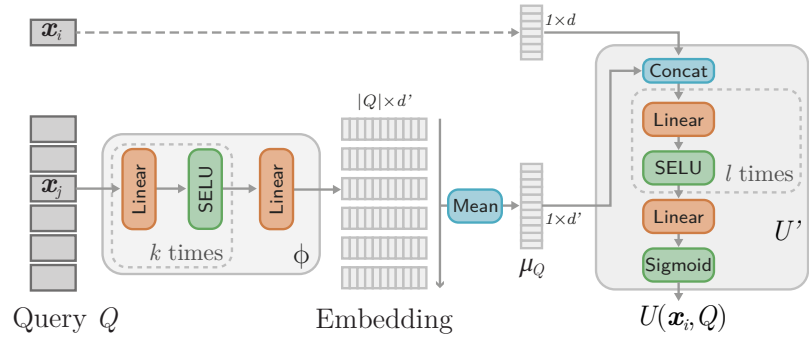 x_i
1×d
Concat
Linear
SELU
l times
Linear
Sigmoid
U'
U(x_i, Q)
|Q|×d'
x_j
Linear
SELU
Linear
k times
ϕ
Mean
1×d'
μ_Q
Query Q
Embedding